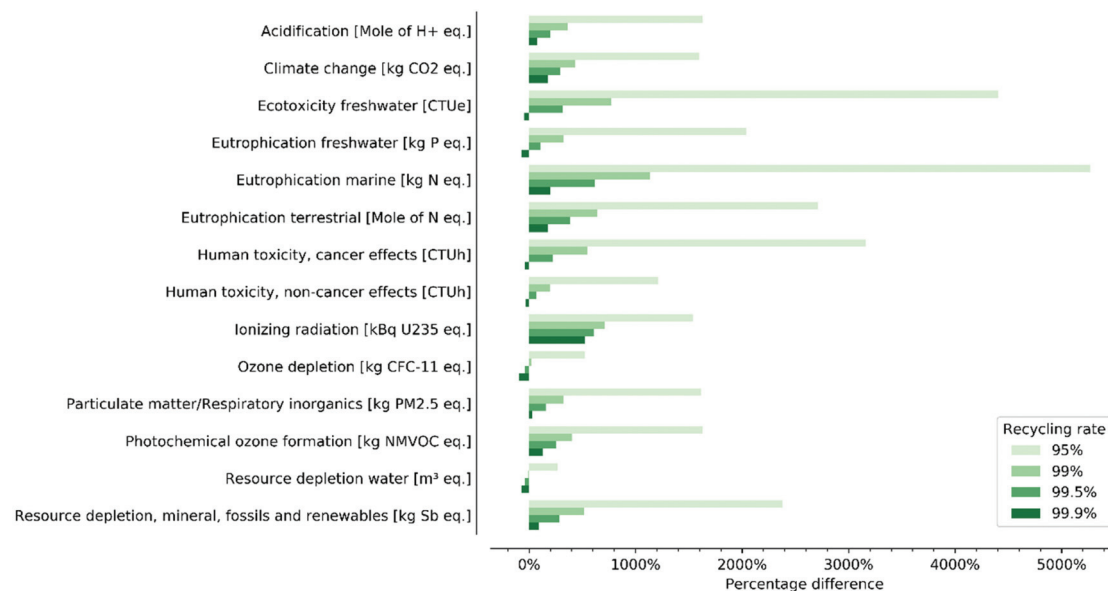 Acidification [Mole of H+ eq.]
Climate change [kg CO2 eq.]
Ecotoxicity freshwater [CTUe]
Eutrophication freshwater [kg P eq.]
Eutrophication marine [kg N eq.]
Eutrophication terrestrial [Mole of N eq.]
Human toxicity, cancer effects [CTUh]
Human toxicity, non-cancer effects [CTUh]
Ionizing radiation [kBq U235 eq.]
Ozone depletion [kg CFC-11 eq.]
Particulate matter/Respiratory inorganics [kg PM2.5 eq.]
Photochemical ozone formation [kg NMVOC eq.]
Resource depletion water [m³ eq.]
Resource depletion, mineral, fossils and renewables [kg Sb eq.]
Recycling rate
95%
99%
99.5%
99.9%
0% 1000% 2000% 3000% 4000% 5000%
Percentage difference